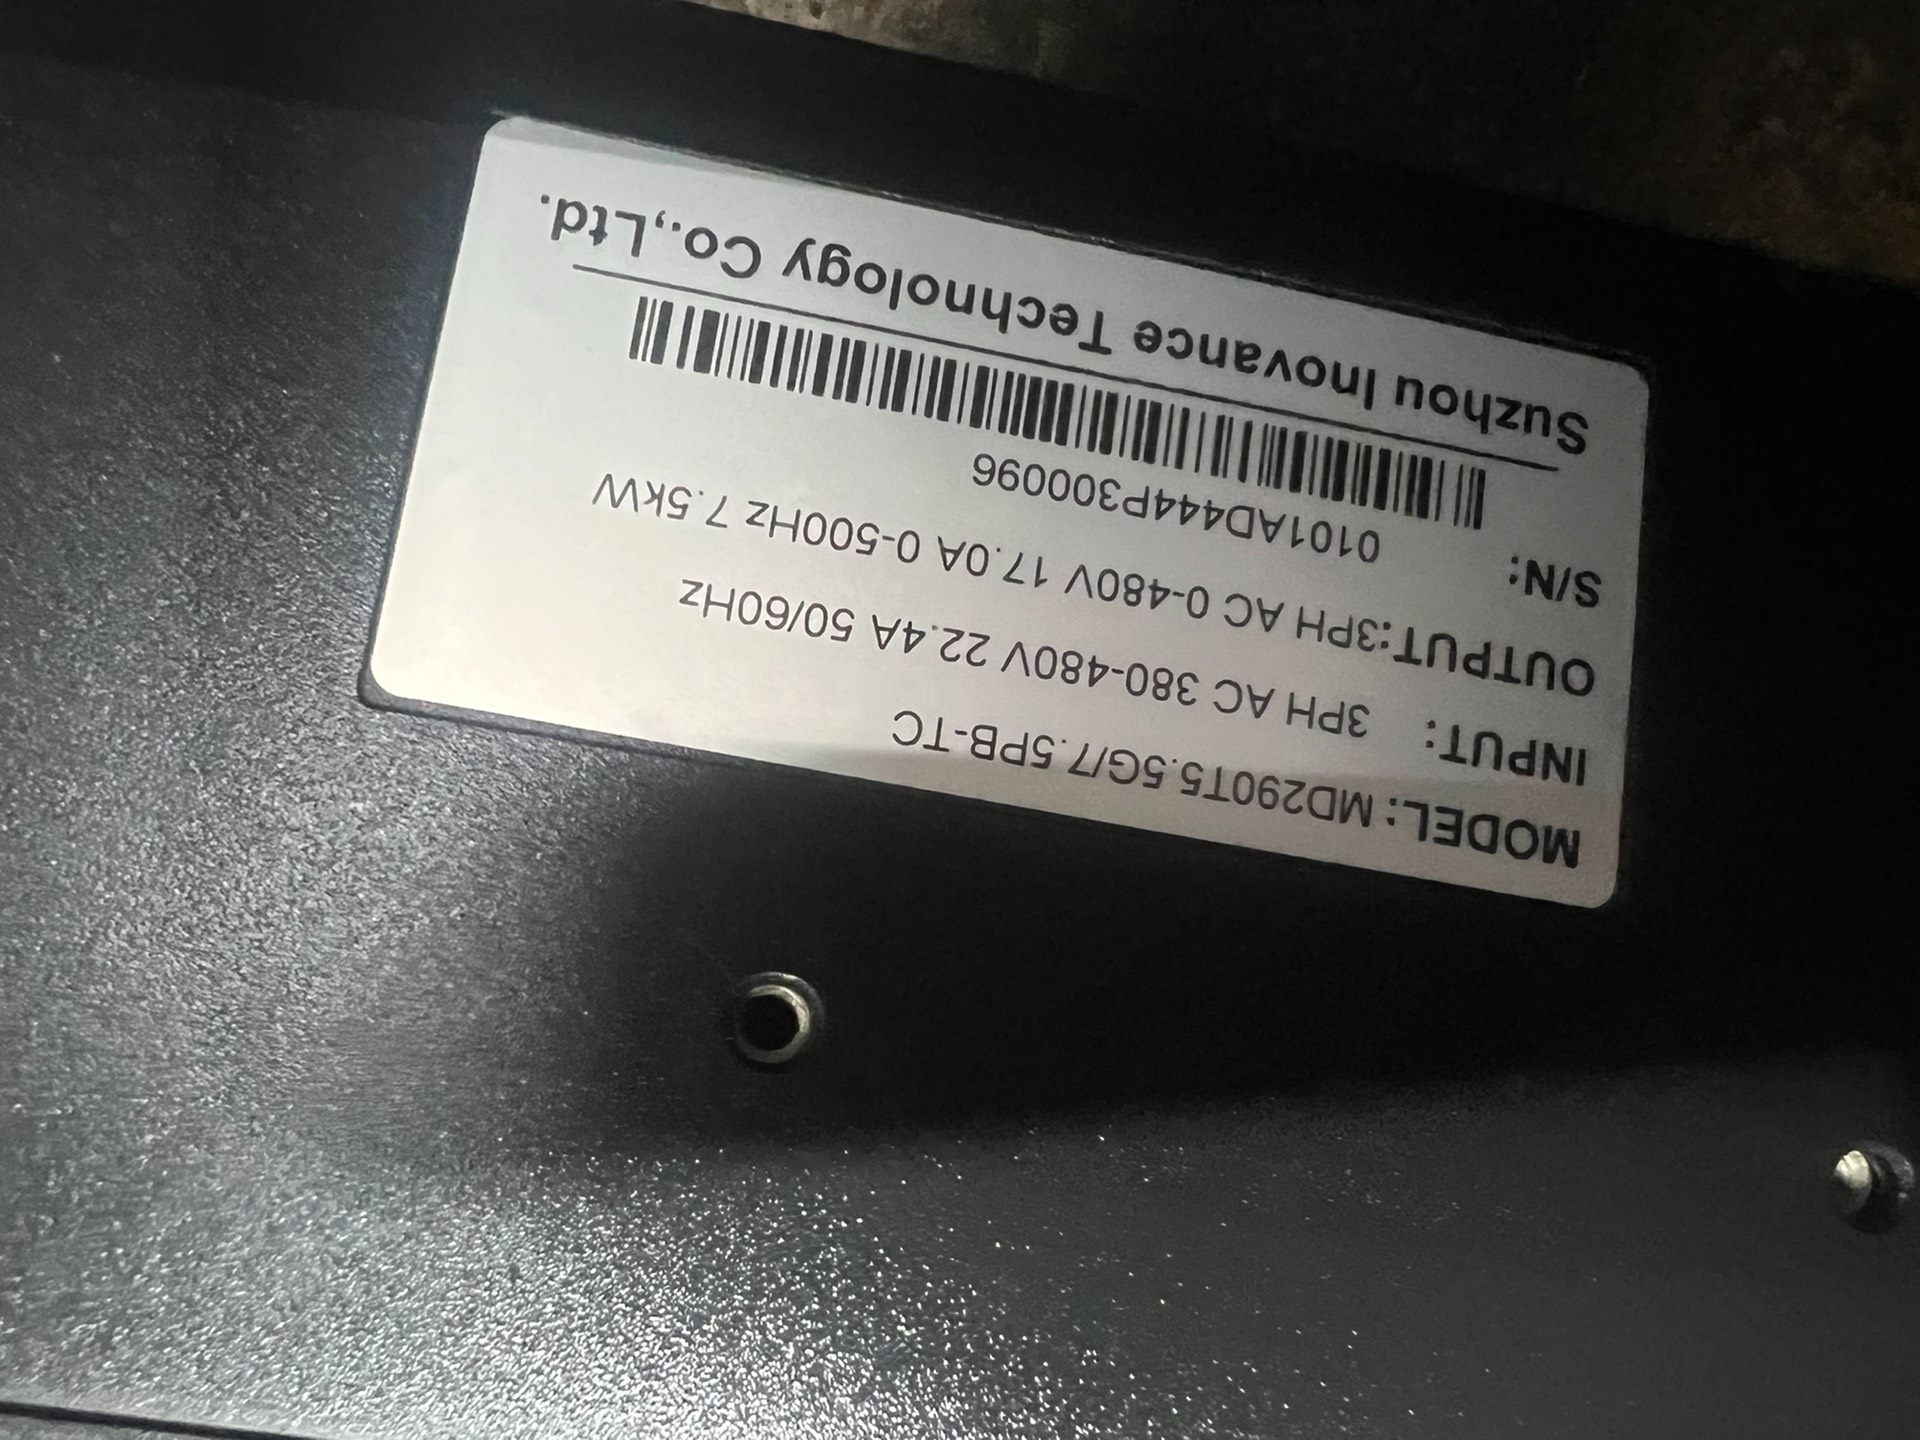 MODEL: MD290T5.5G/7.5PB-TC
INPUT: 3PH AC 380-480V 22.4A 50/60Hz
OUTPUT:3PH AC 0-480V 17.0A 0-500Hz 7.5kW
S/N: 0101AD444P300096
Suzhou Inovance Technology Co.,Ltd.